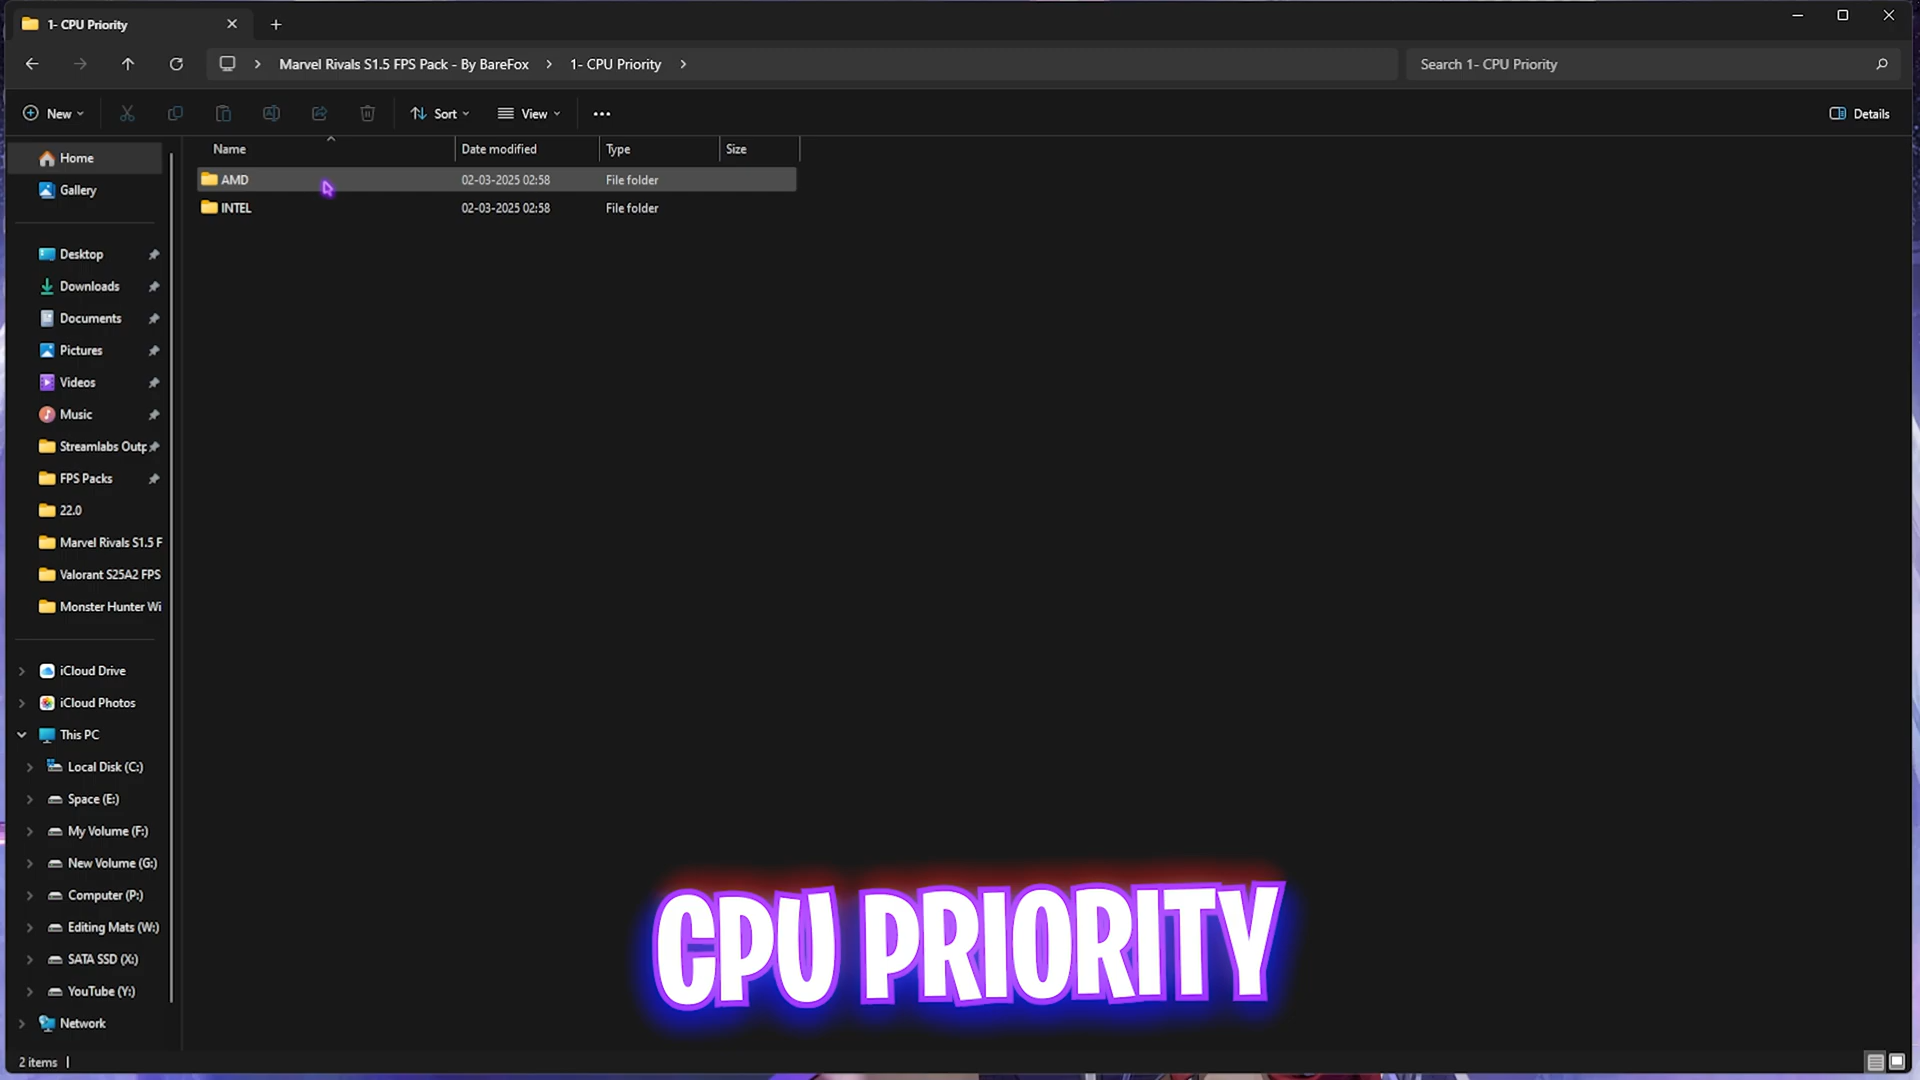 1- CPU Priority
Marvel Rivals S1.5 FPS Pack - By BareFox
1- CPU Priority
Search 1- CPU Priority
New
Sort
View
Details
Name
Date modified
Type
Size
AMD
02-03-2025 02:58
File folder
INTEL
02-03-2025 02:58
File folder
Home
Gallery
Desktop
Downloads
Documents
Pictures
Videos
Music
Streamlabs Outp
FPS Packs
22.0
Marvel Rivals S1.5 F
Valorant S25A2 FPS
Monster Hunter Wi
iCloud Drive
iCloud Photos
This PC
Local Disk (C:)
Space (E:)
My Volume (F:)
New Volume (G:)
Computer (P:)
Editing Mats (W:)
SATA SSD (X:)
YouTube (Y:)
Network
CPU PRIORITY
2 items